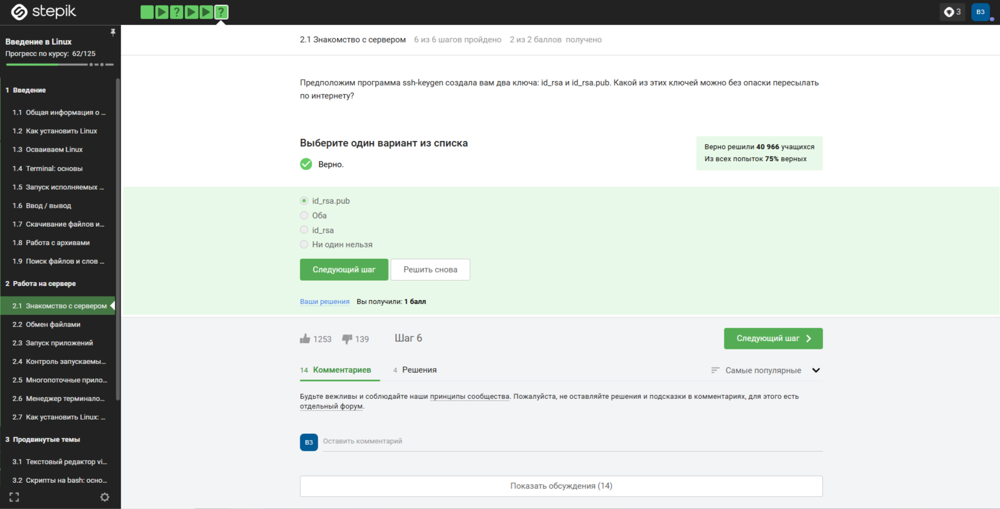 stepik
?
?
3
ВЗ
Введение в Linux
Прогресс по курсу: 62/125
1 Введение
1.1 Общая информация о ...
1.2 Как установить Linux
1.3 Осваиваем Linux
1.4 Terminal: основы
1.5 Запуск исполняемых ...
1.6 Ввод / вывод
1.7 Скачивание файлов и...
1.8 Работа с архивами
1.9 Поиск файлов и слов ...
2 Работа на сервере
2.1 Знакомство с сервером
2.2 Обмен файлами
2.3 Запуск приложений
2.4 Контроль запускаемы...
2.5 Многопоточные прило...
2.6 Менеджер терминало...
2.7 Как установить Linux: ...
3 Продвинутые темы
3.1 Текстовый редактор vi...
3.2 Скрипты на bash: осно...
2.1 Знакомство с сервером 6 из 6 шагов пройдено 2 из 2 баллов получено
Предположим программа ssh-keygen создала вам два ключа: id_rsa и id_rsa.pub. Какой из этих ключей можно без опаски пересылать
по интернету?
Выберите один вариант из списка
Верно.
Верно решили 40 966 учащихся
Из всех попыток 75% верных
id_rsa.pub
Оба
id_rsa
Ни один нельзя
Следующий шаг
Решить снова
Ваши решения Вы получили: 1 балл
1253 139 Шаг 6
Следующий шаг
14 Комментариев 4 Решения
Самые популярные
Будьте вежливы и соблюдайте наши принципы сообщества. Пожалуйста, не оставляйте решения и подсказки в комментариях, для этого есть
отдельный форум.
ВЗ
Оставить комментарий
Показать обсуждения (14)